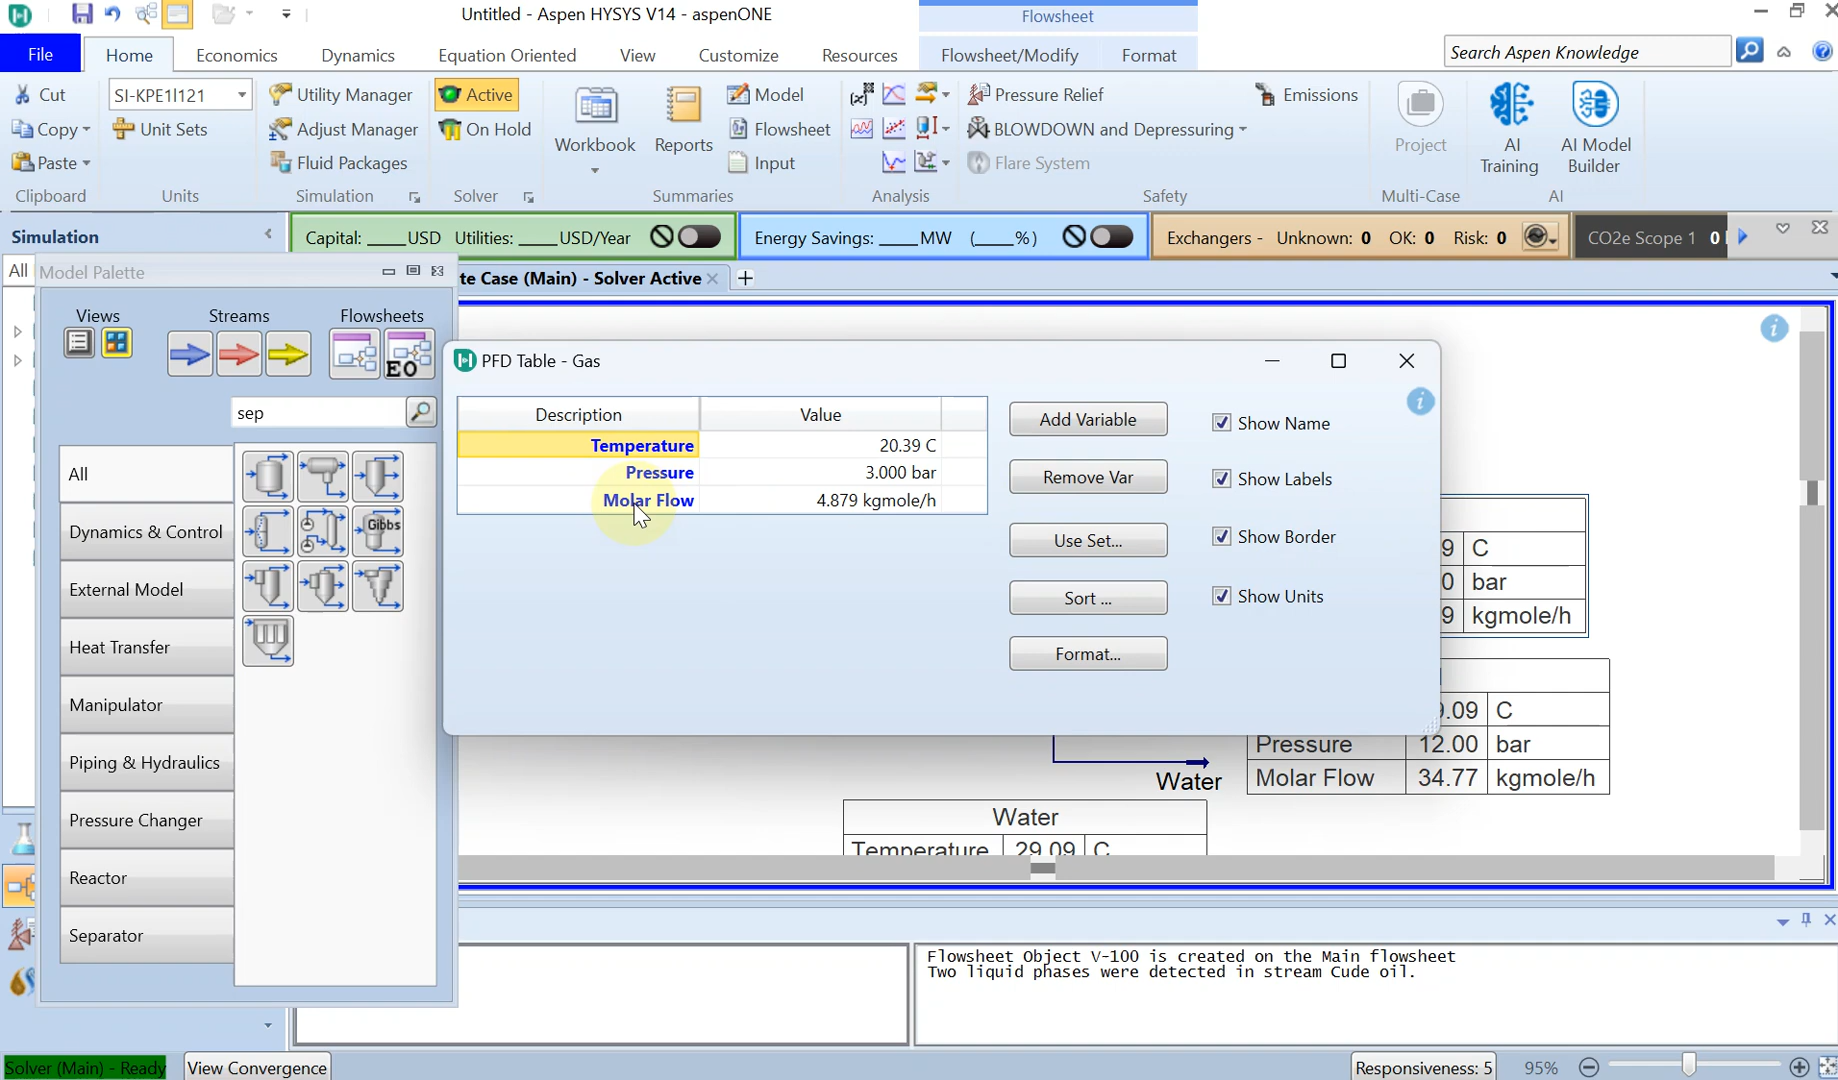 Untitled - Aspen HYSYS V14 - aspenONE
Flowsheet
File
Home
Economics
Dynamics
Equation Oriented
View
Customize
Resources
Flowsheet/Modify
Format
Search Aspen Knowledge
Cut
Copy
Paste
Clipboard
SI-KPE1l121
Unit Sets
Units
Utility Manager
Adjust Manager
Fluid Packages
Simulation
Active
On Hold
Solver
Workbook
Reports
Model
Flowsheet
Input
Summaries
Analysis
Pressure Relief
BLOWDOWN and Depressuring
Flare System
Emissions
Safety
Project
Multi-Case
AI Training
AI Model Builder
AI
Simulation
Capital: ____USD Utilities: ____USD/Year
Energy Savings: ____MW (___%)
Exchangers - Unknown: 0 OK: 0 Risk: 0
CO2e Scope 1 0
All
Model Palette
te Case (Main) - Solver Active
Views
Streams
Flowsheets
EO
sep
All
Dynamics & Control
External Model
Heat Transfer
Manipulator
Piping & Hydraulics
Pressure Changer
Reactor
Separator
Gibbs
PFD Table - Gas
Description Value
Temperature 20.39 C
Pressure 3.000 bar
Molar Flow 4.879 kgmole/h
Add Variable
Remove Var
Use Set...
Sort ...
Format...
Show Name
Show Labels
Show Border
Show Units
9 C
0 bar
9 kgmole/h
9.09 C
Pressure 12.00 bar
Molar Flow 34.77 kgmole/h
Water
Water
Temperature 29.09 C
Flowsheet Object V-100 is created on the Main flowsheet
Two liquid phases were detected in stream Cude oil.
Solver (Main) - Ready
View Convergence
Responsiveness: 5
95%